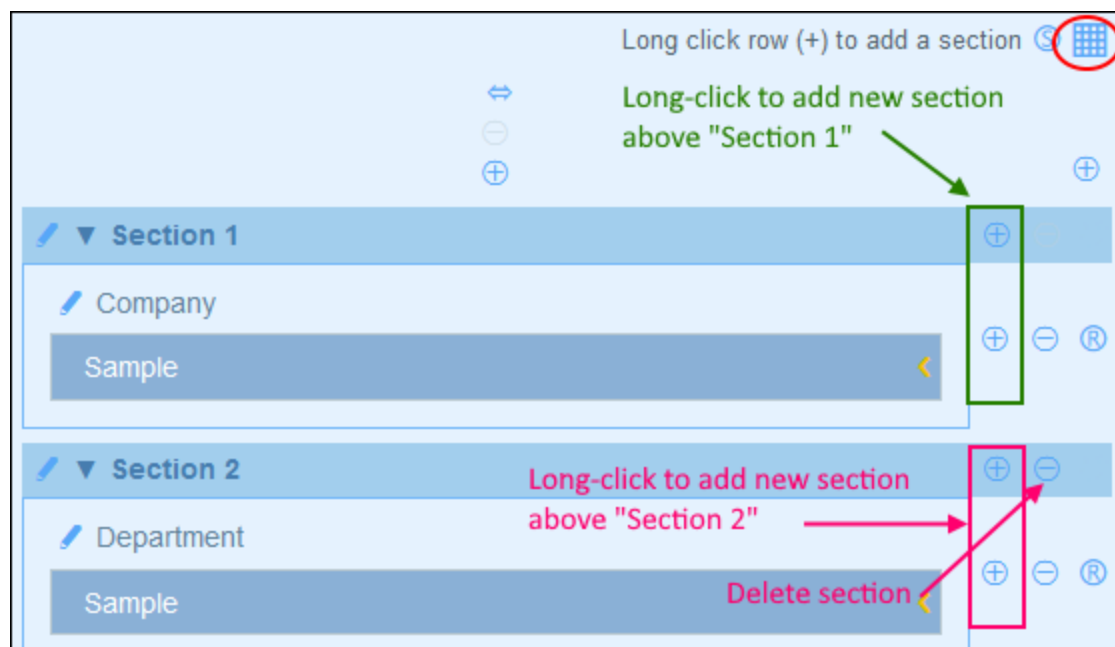 Long click row (+) to add a section Ⓢ
Long-click to add new section
above "Section 1"
▼ Section 1
Company
Ⓡ
Sample
▼ Section 2
Long-click to add new section
above "Section 2"
Department
Ⓡ
Sample
Delete section